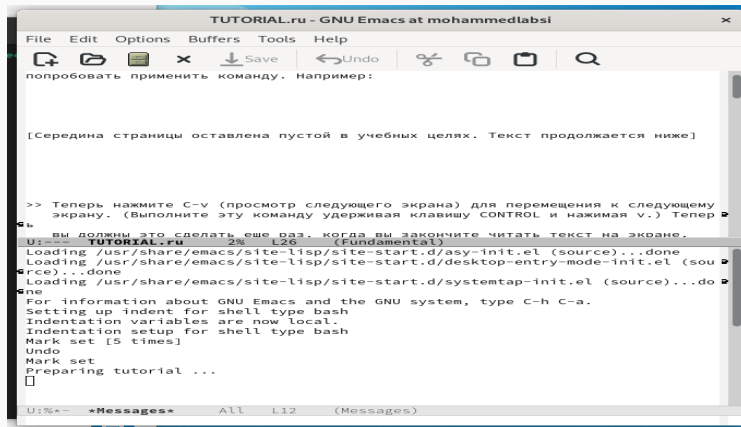 TUTORIAL.ru - GNU Emacs at mohammedlabsi
File Edit Options Buffers Tools Help
Save Undo
попробовать применить команду. Например:
[Середина страницы оставлена пустой в учебных целях. Текст продолжается ниже]
>> Теперь нажмите C-v (просмотр следующего экрана) для перемещения к следующему
экрану. (Выполните эту команду удерживая клавишу CONTROL и нажимая v.) Тепер
ь
вы должны это сделать еще раз, когда вы закончите читать текст на экране.
U:--- TUTORIAL.ru 2% L26 (Fundamental)
Loading /usr/share/emacs/site-lisp/site-start.d/asy-init.el (source)...done
Loading /usr/share/emacs/site-lisp/site-start.d/desktop-entry-mode-init.el (sou
rce)...done
Loading /usr/share/emacs/site-lisp/site-start.d/systemtap-init.el (source)...do
ne
For information about GNU Emacs and the GNU system, type C-h C-a.
Setting up indent for shell type bash
Indentation variables are now local.
Indentation setup for shell type bash
Mark set [5 times]
Undo
Mark set
Preparing tutorial ...
U:%*- *Messages* All L12 (Messages)